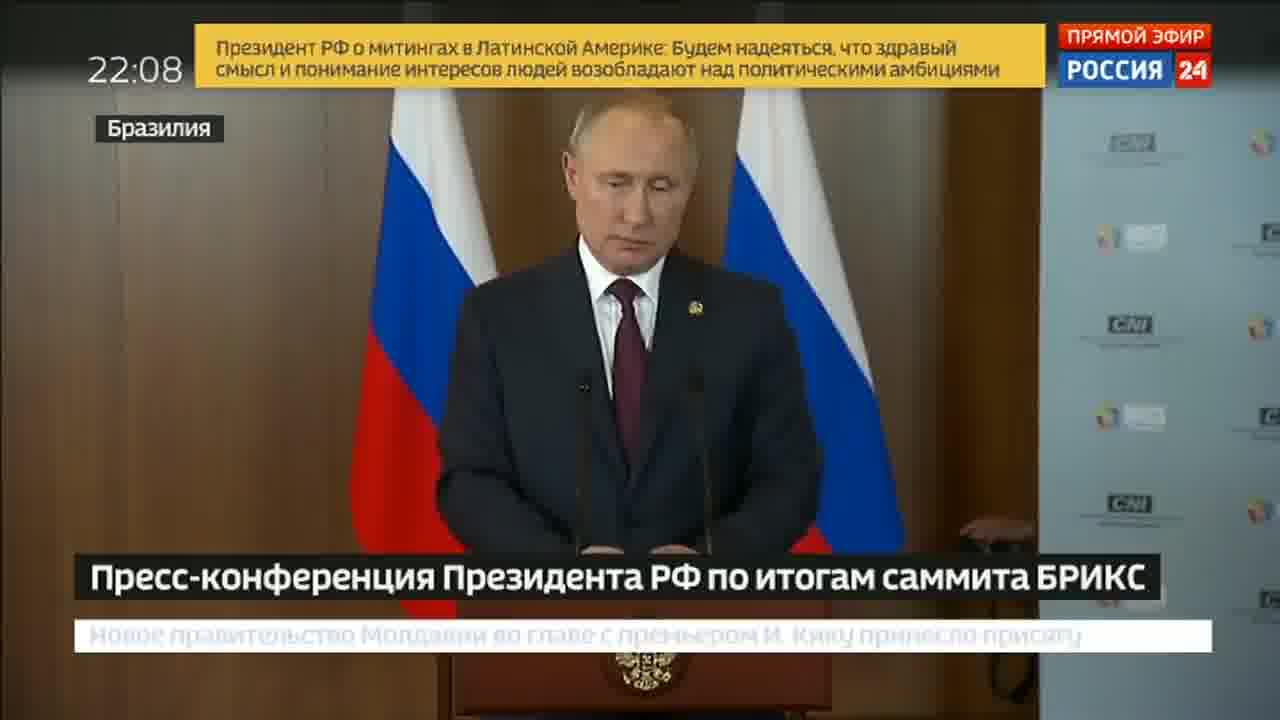 22:08
Президент РФ о митингах в Латинской Америке: Будем надеяться, что здравый
смысл и понимание интересов людей возобладают над политическими амбициями
ПРЯМОЙ ЭФИР
РОССИЯ 24
Бразилия
CNI
CNI
CNI
Пресс-конференция Президента РФ по итогам саммита БРИКС
Новое правительство Молдавии во главе с премьером И. Кику принесло присягу